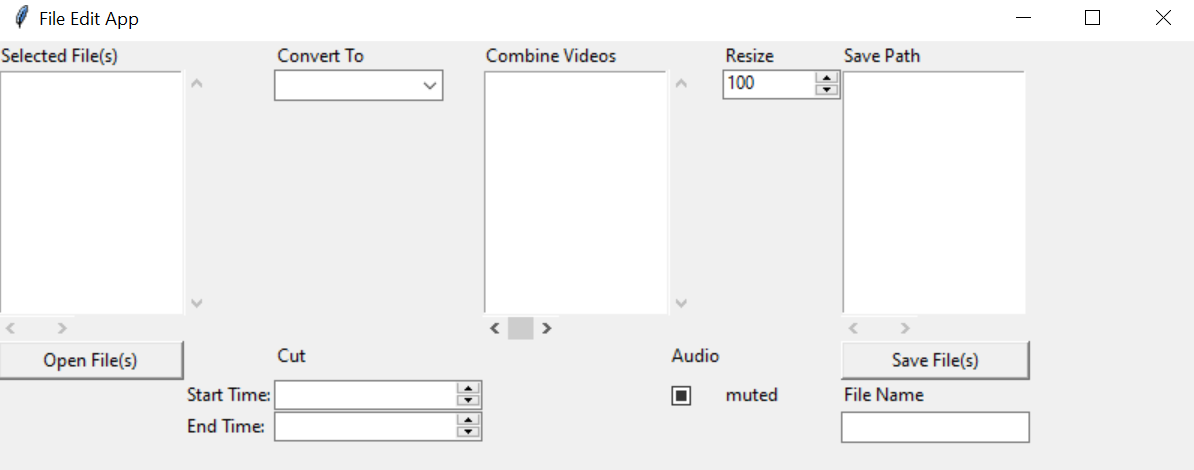 File Edit App
Selected File(s) Convert To Combine Videos Resize Save Path
100
Open File(s) Cut Audio Save File(s)
Start Time: muted File Name
End Time: